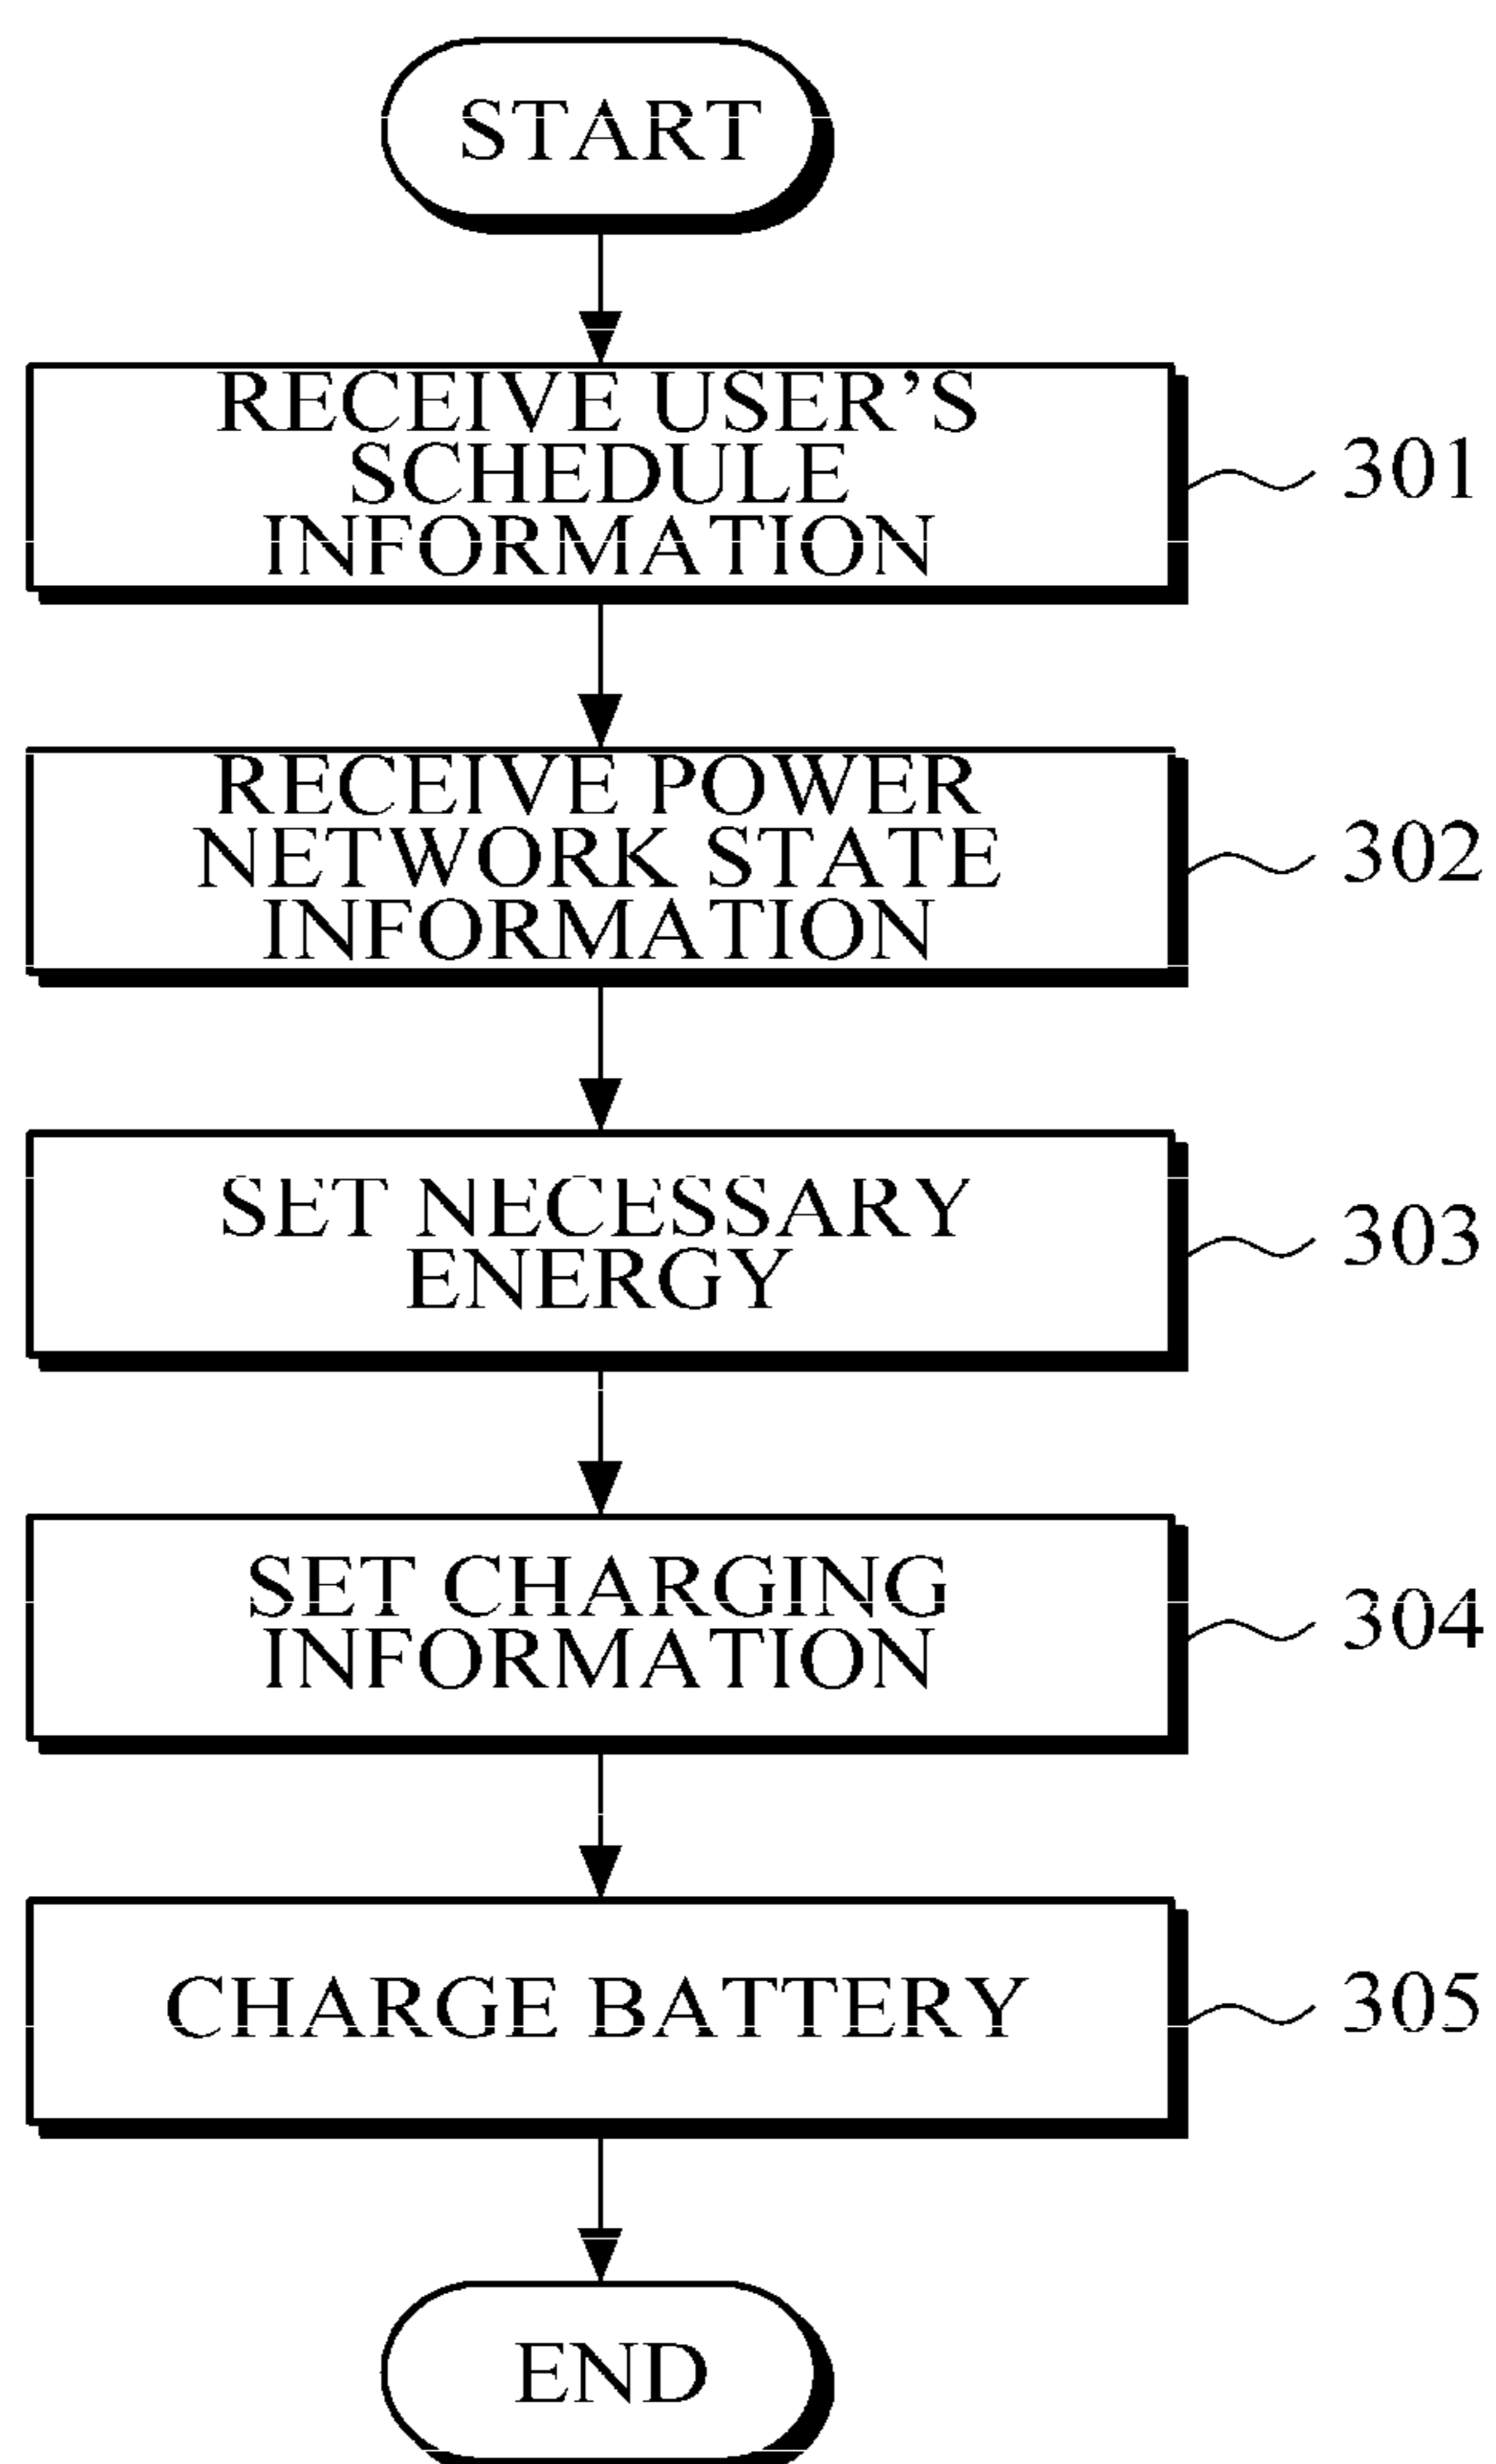 START
RECEIVE USER’S
SCHEDULE
INFORMATION
301
RECEIVE POWER
NETWORK STATE
INFORMATION
302
SET NECESSARY
ENERGY
303
SET CHARGING
INFORMATION
304
CHARGE BATTERY
305
END